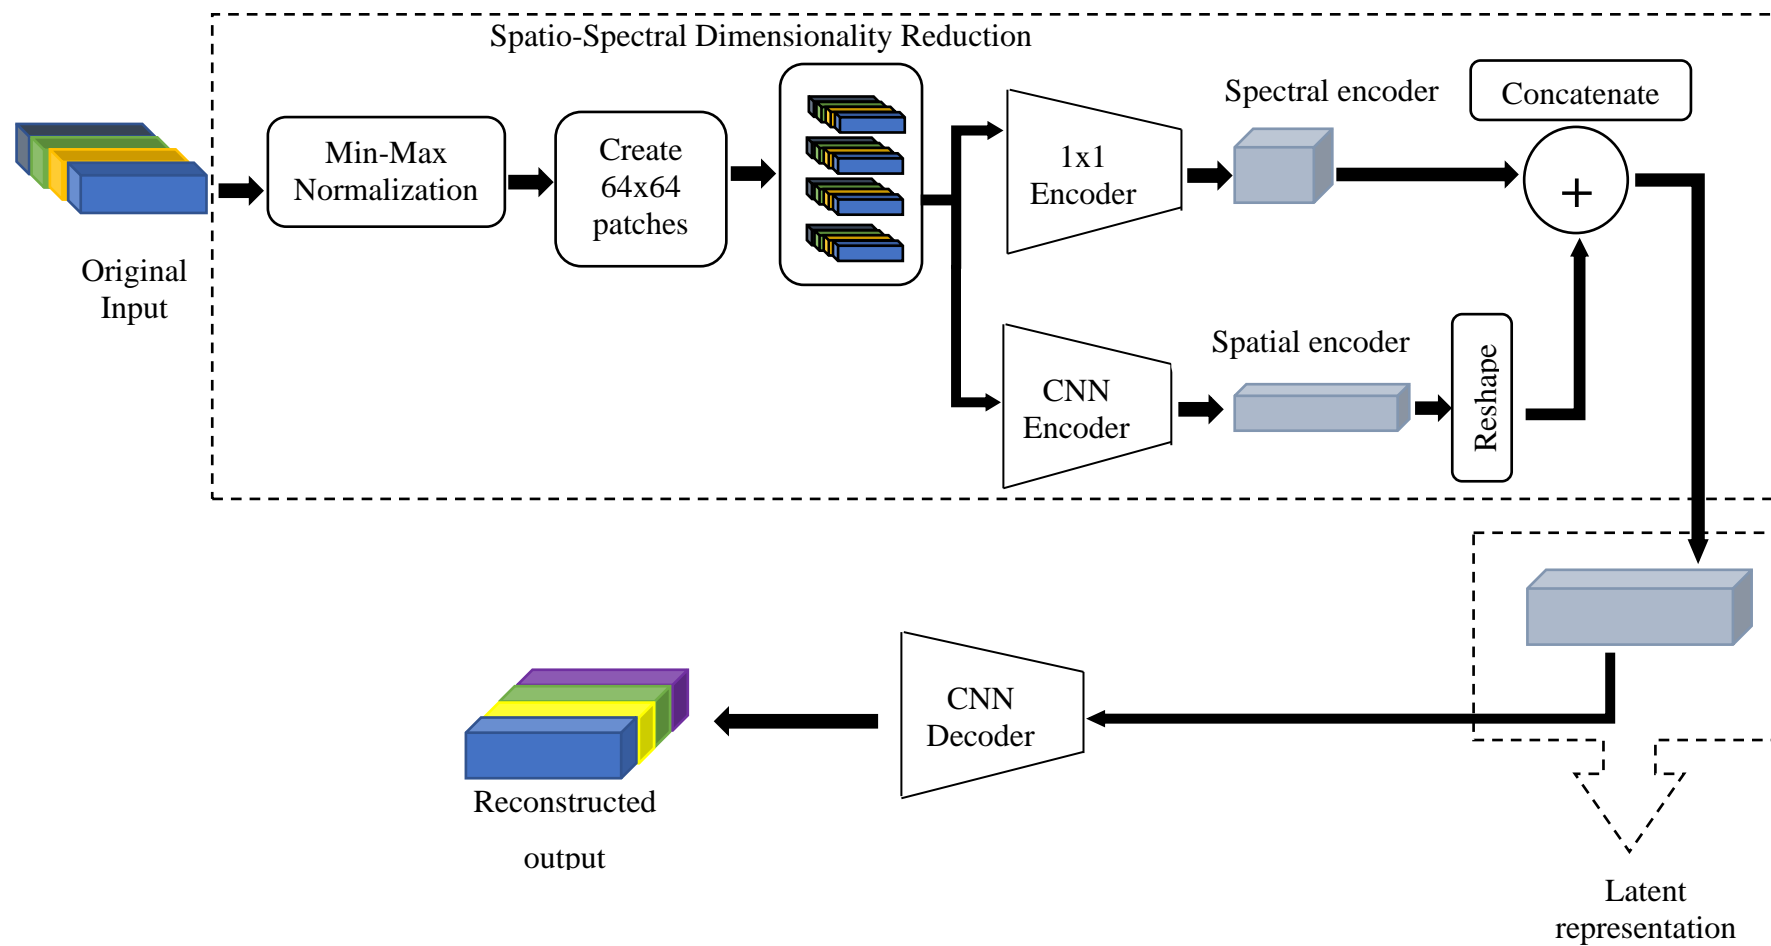 Spatio-Spectral Dimensionality Reduction
Original
Input
Min-Max
Normalization
Create
64x64
patches
1x1
Encoder
Spectral encoder
Concatenate
+
CNN
Encoder
Spatial encoder
Reshape
CNN
Decoder
Reconstructed
output
Latent
representation